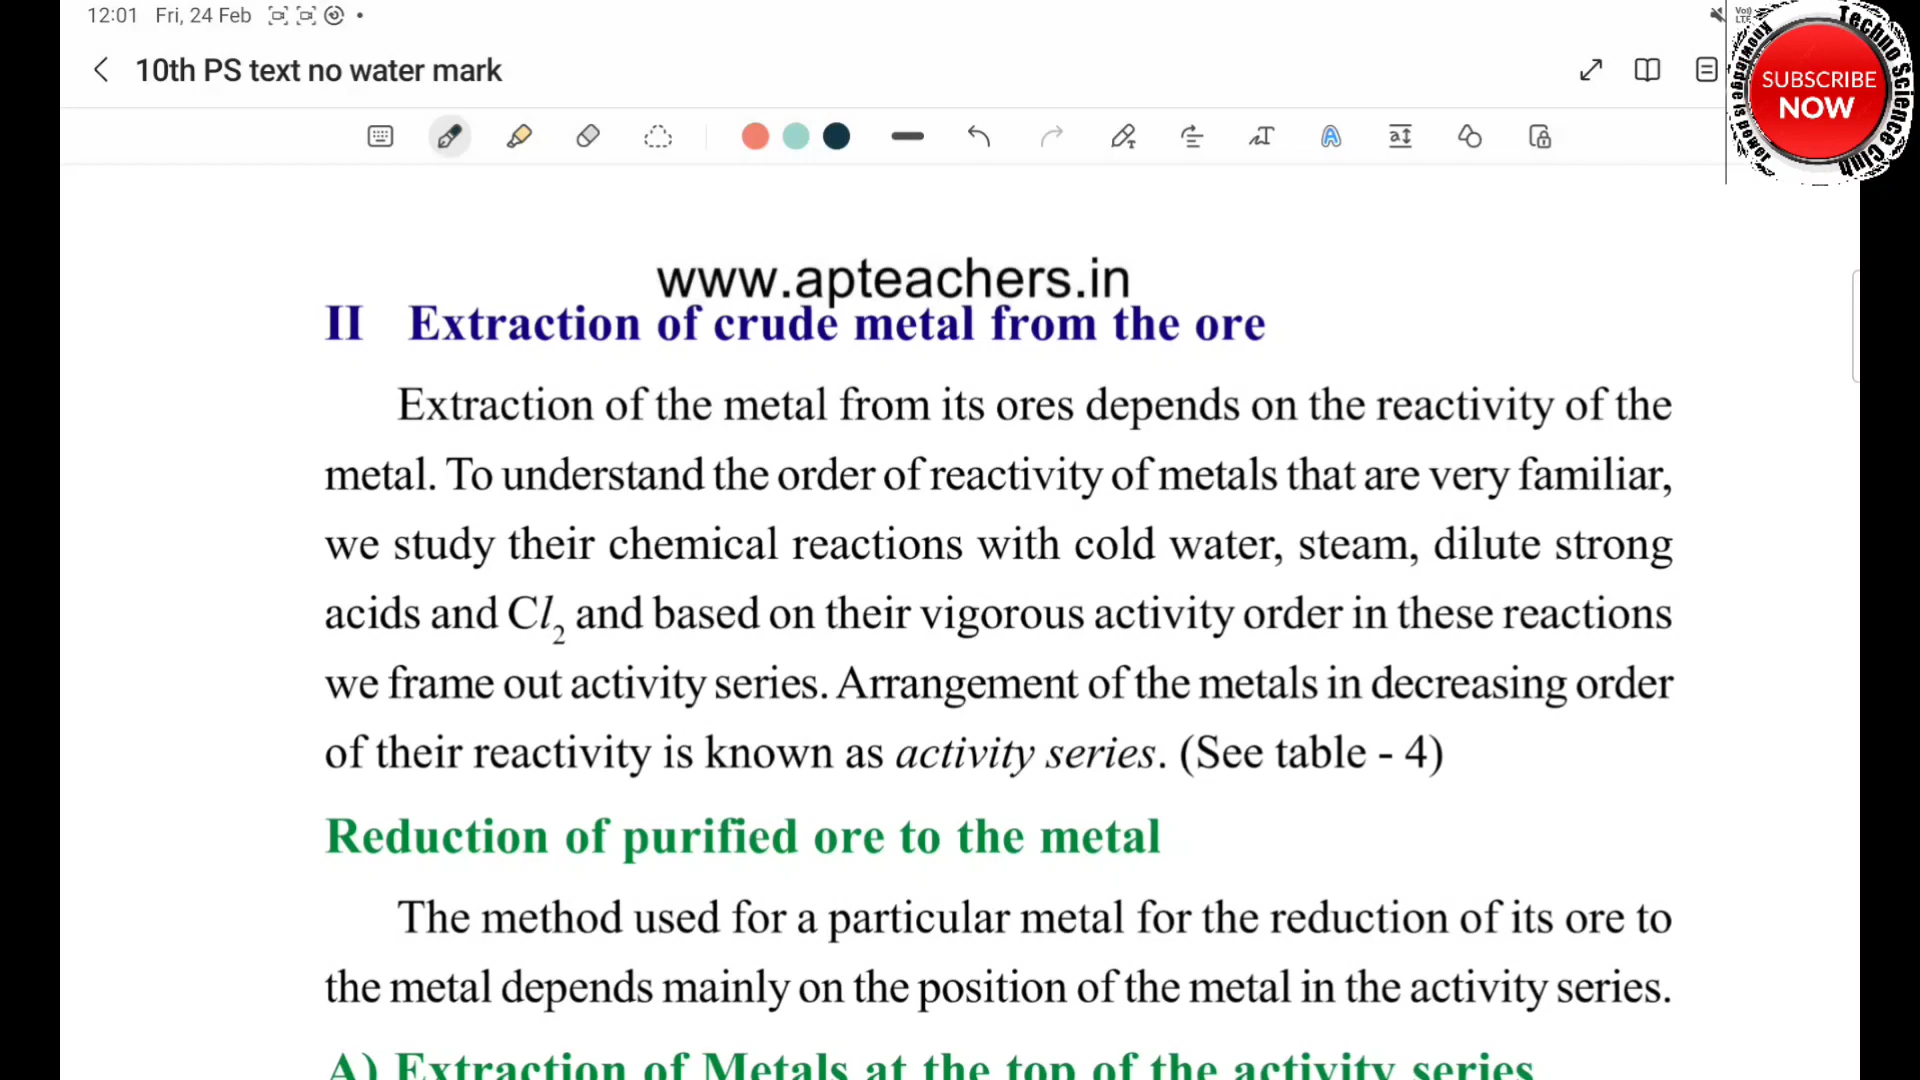 12:01 Fri, 24 Feb
10th PS text no water mark
SUBSCRIBE
NOW
Techno Science Club
Knowledge is power
www.apteachers.in
II Extraction of crude metal from the ore
Extraction of the metal from its ores depends on the reactivity of the
metal. To understand the order of reactivity of metals that are very familiar,
we study their chemical reactions with cold water, steam, dilute strong
acids and Cl₂ and based on their vigorous activity order in these reactions
we frame out activity series. Arrangement of the metals in decreasing order
of their reactivity is known as activity series. (See table - 4)
Reduction of purified ore to the metal
The method used for a particular metal for the reduction of its ore to
the metal depends mainly on the position of the metal in the activity series.
A) Extraction of Metals at the top of the activity series